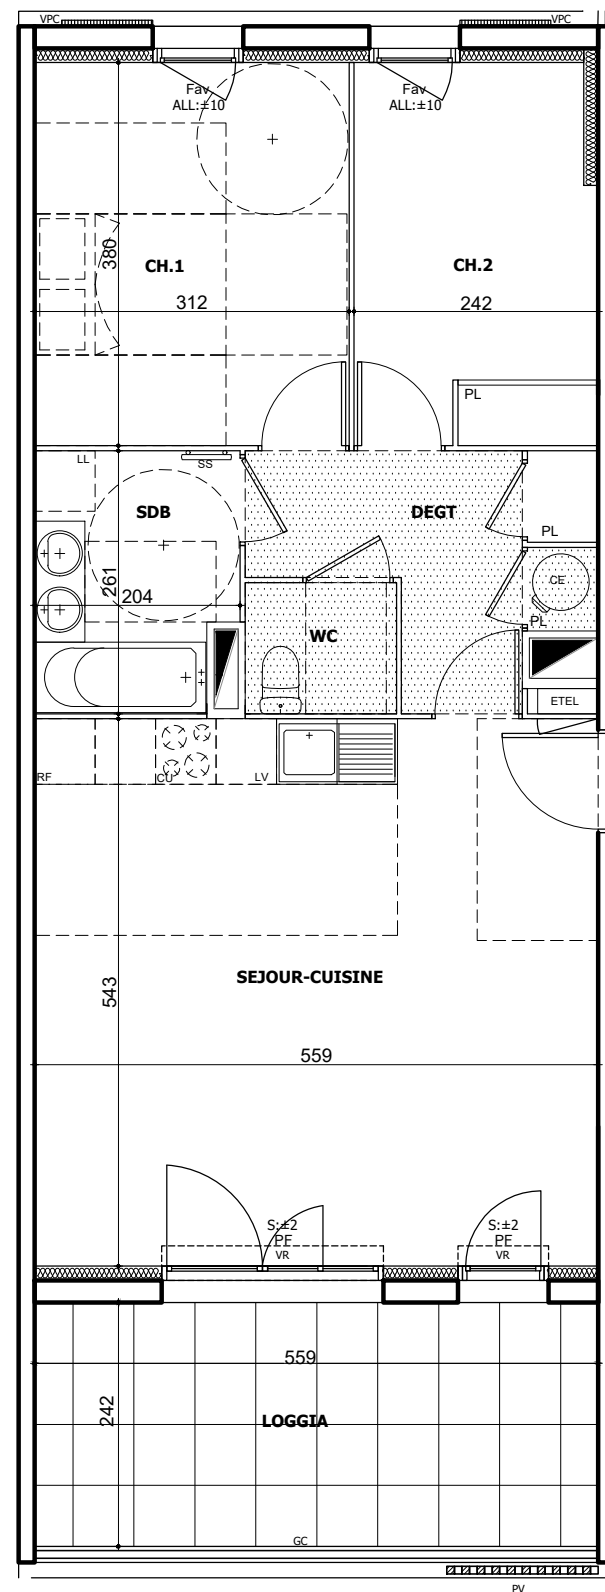 VPC
VPC
Fav
ALL:±10
Fav
ALL:±10
CH.1
380
312
CH.2
242
PL
LL
SS
SDB
DEGT
PL
261
204
CE
PL
WC
ETEL
RF
CU
LV
SEJOUR-CUISINE
543
559
S:±2
PF
VR
S:±2
PF
VR
559
242
LOGGIA
GC
PV